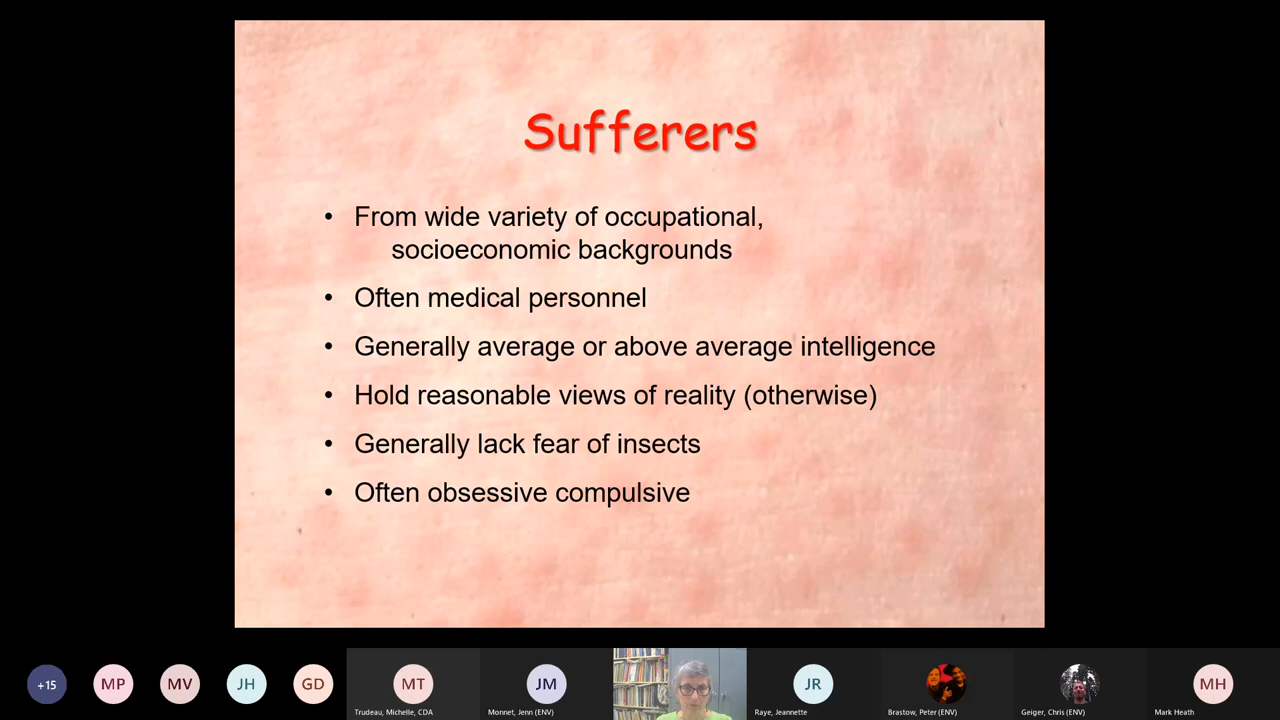 Sufferers
• From wide variety of occupational,
socioeconomic backgrounds
• Often medical personnel
• Generally average or above average intelligence
• Hold reasonable views of reality (otherwise)
• Generally lack fear of insects
• Often obsessive compulsive
+15
MP
MV
JH
GD
MT
JM
JR
MH
Trudeau, Michelle, CDA
Monnet, Jenn (ENV)
Raye, Jeannette
Brastow, Peter (ENV)
Geiger, Chris (ENV)
Mark Heath